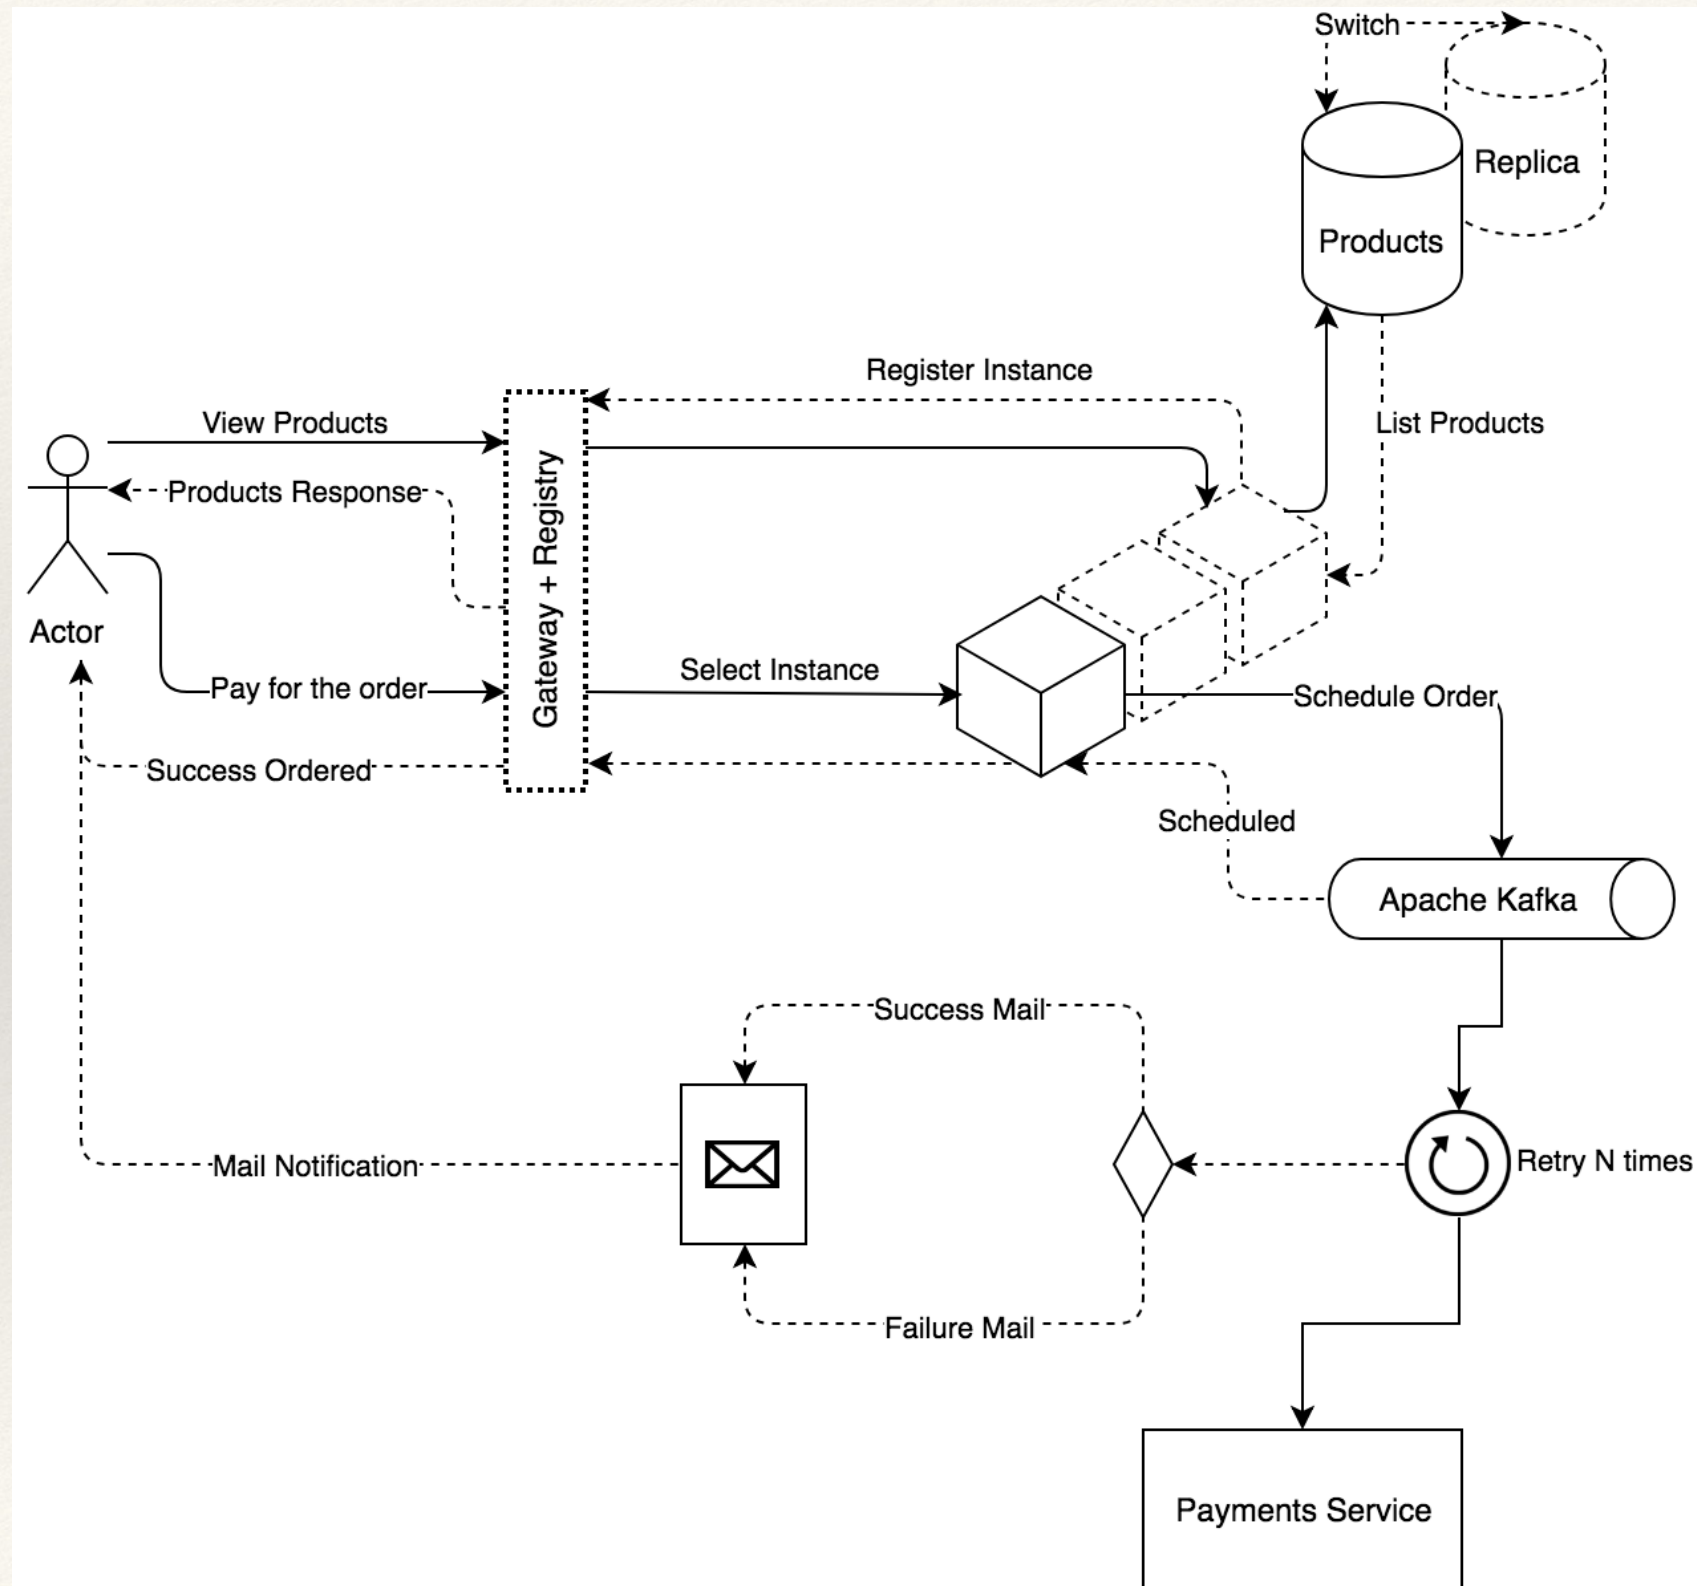 Switch
Replica
Products
Register Instance
View Products
List Products
Products Response
Gateway + Registry
Actor
Select Instance
Pay for the order
Schedule Order
Success Ordered
Scheduled
Apache Kafka
Success Mail
Mail Notification
Retry N times
Failure Mail
Payments Service